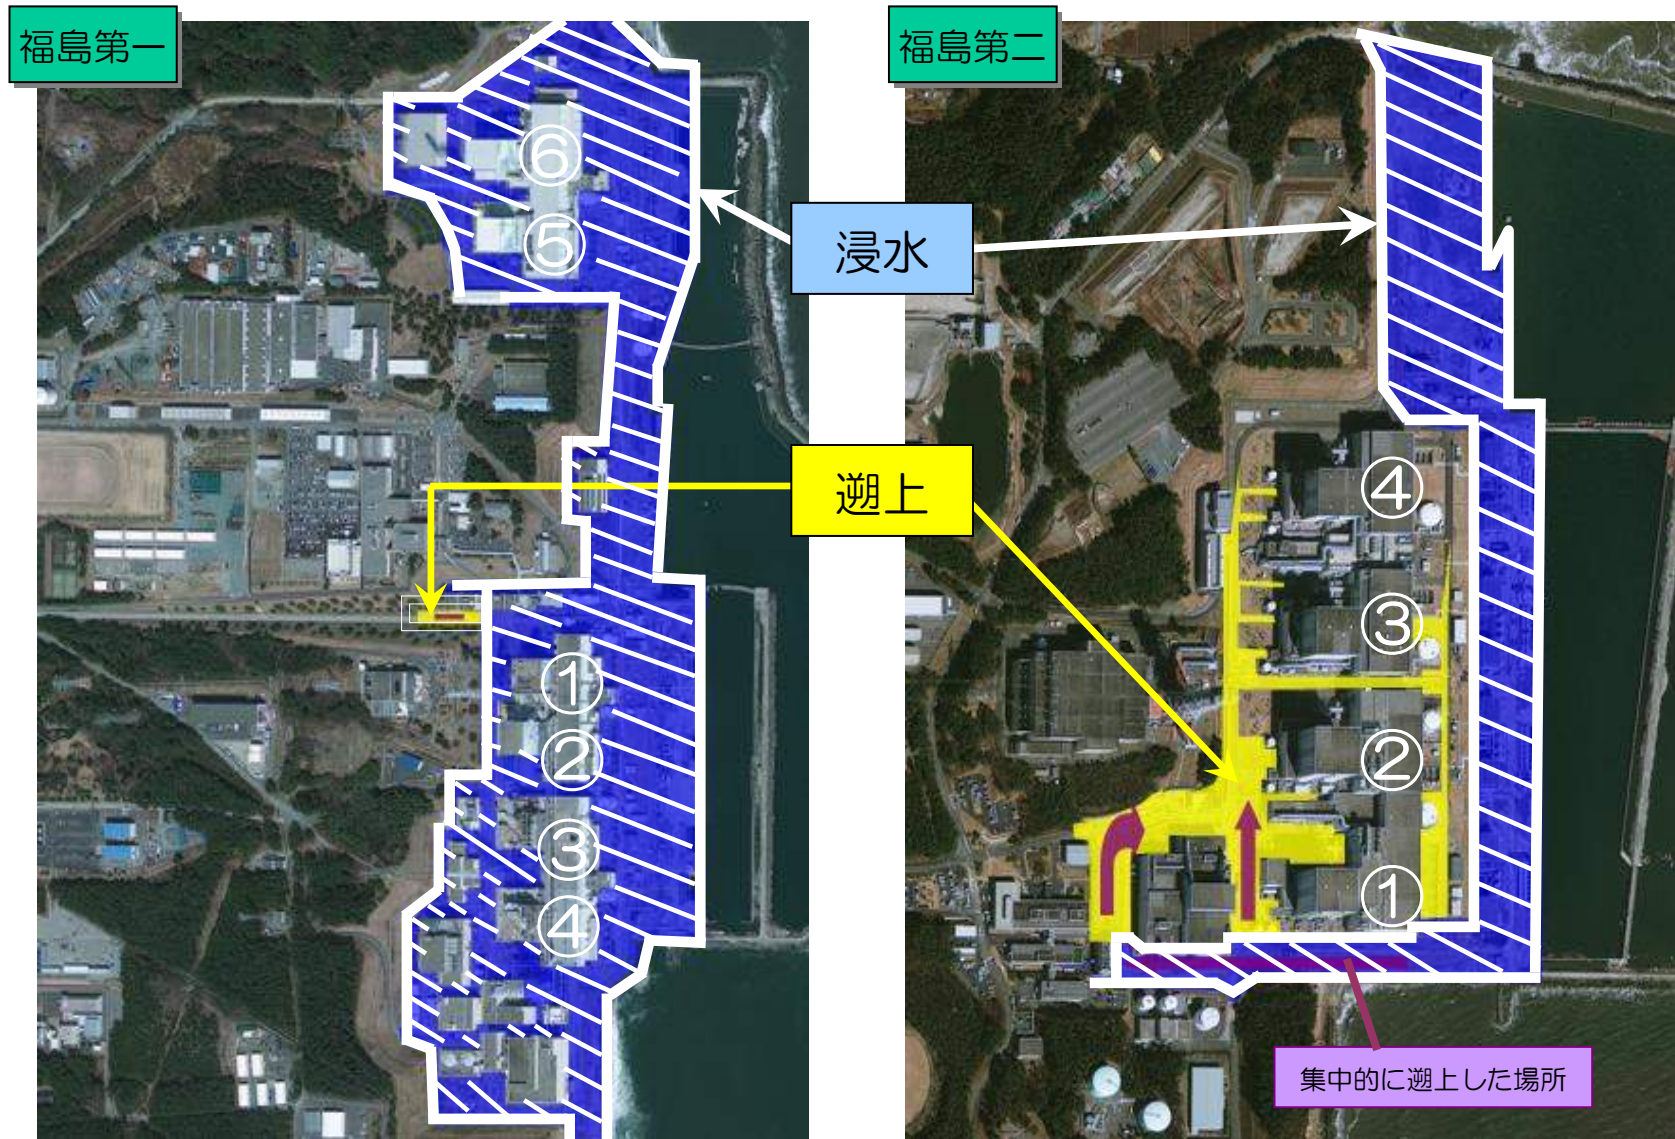 福島第一
福島第二
⑥
⑤
浸水
遡上
①
②
③
④
④
③
②
①
集中的に遡上した場所